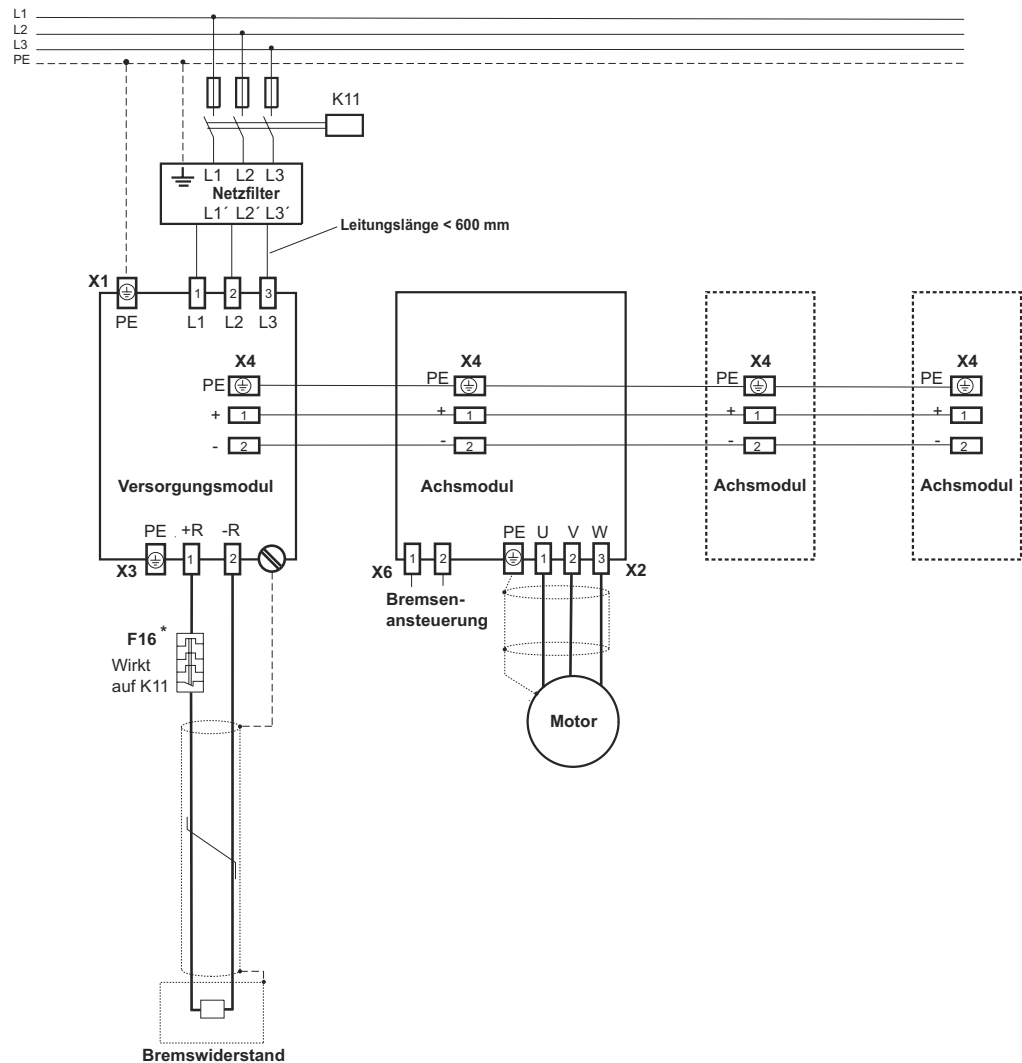 L1
L2
L3
PE
K11
L1 L2 L3
Netzfilter
L1´ L2´ L3´
Leitungslänge < 600 mm
X1
1 2 3
PE L1 L2 L3
X4 X4 X4 X4
PE PE PE PE
+ 1 + 1 + 1 + 1
- 2 - 2 - 2 - 2
Versorgungsmodul Achsmodul Achsmodul Achsmodul
PE +R -R PE U V W
X3 1 2 X6 1 2 1 2 3 X2
Bremsen-
ansteuerung
F16 *
Wirkt
auf K11
Motor
Bremswiderstand